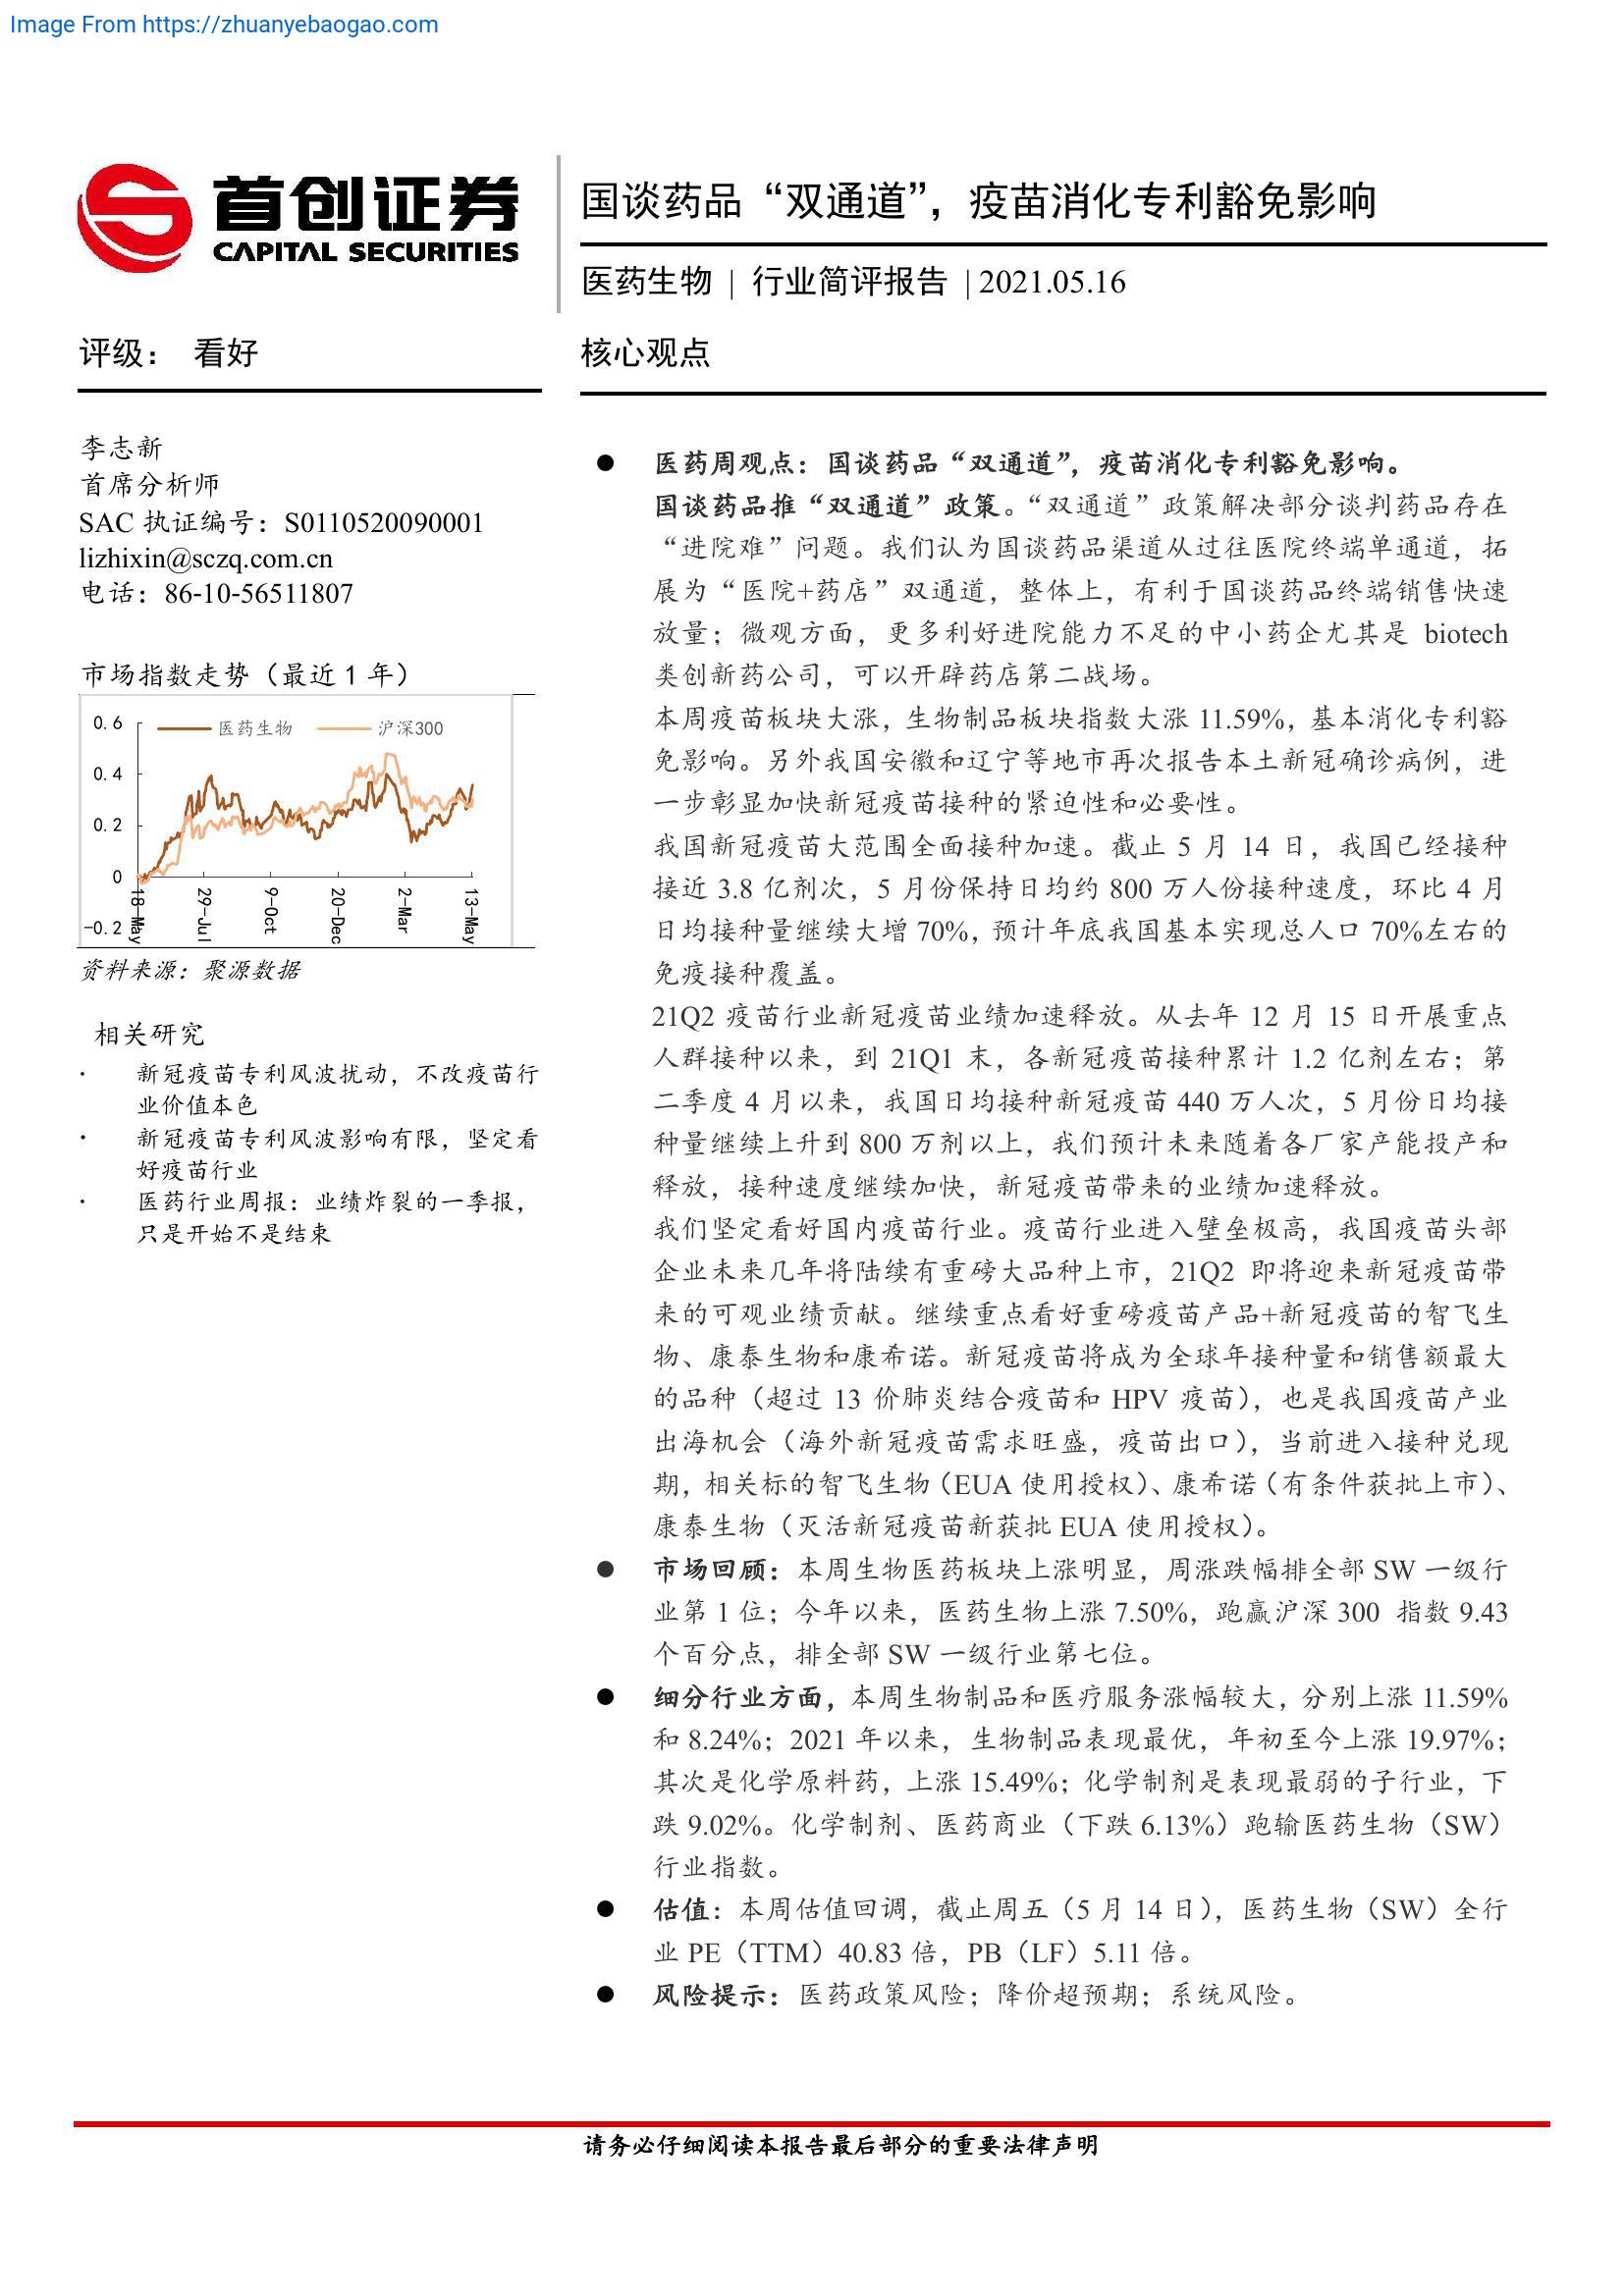 Image From https://zhuanyebaogao.com
首创证券
CAPITAL SECURITIES
国谈药品“双通道”，疫苗消化专利豁免影响
医药生物 | 行业简评报告 | 2021.05.16
评级： 看好
李志新
首席分析师
SAC 执证编号：S0110520090001
lizhixin@sczq.com.cn
电话：86-10-56511807
市场指数走势（最近 1 年）
医药生物 沪深300
0.6
0.4
0.2
0
-0.2
18-May
29-Jul
9-Oct
20-Dec
2-Mar
13-May
资料来源：聚源数据
相关研究
· 新冠疫苗专利风波扰动，不改疫苗行
业价值本色
· 新冠疫苗专利风波影响有限，坚定看
好疫苗行业
· 医药行业周报：业绩炸裂的一季报，
只是开始不是结束
核心观点
● 医药周观点：国谈药品“双通道”，疫苗消化专利豁免影响。
国谈药品推“双通道”政策。“双通道”政策解决部分谈判药品存在
“进院难”问题。我们认为国谈药品渠道从过往医院终端单通道，拓
展为“医院+药店”双通道，整体上，有利于国谈药品终端销售快速
放量；微观方面，更多利好进院能力不足的中小药企尤其是 biotech
类创新药公司，可以开辟药店第二战场。
本周疫苗板块大涨，生物制品板块指数大涨 11.59%，基本消化专利豁
免影响。另外我国安徽和辽宁等地市再次报告本土新冠确诊病例，进
一步彰显加快新冠疫苗接种的紧迫性和必要性。
我国新冠疫苗大范围全面接种加速。截止 5 月 14 日，我国已经接种
接近 3.8 亿剂次，5 月份保持日均约 800 万人份接种速度，环比 4 月
日均接种量继续大增 70%，预计年底我国基本实现总人口 70%左右的
免疫接种覆盖。
21Q2 疫苗行业新冠疫苗业绩加速释放。从去年 12 月 15 日开展重点
人群接种以来，到 21Q1 末，各新冠疫苗接种累计 1.2 亿剂左右；第
二季度 4 月以来，我国日均接种新冠疫苗 440 万人次，5 月份日均接
种量继续上升到 800 万剂以上，我们预计未来随着各厂家产能投产和
释放，接种速度继续加快，新冠疫苗带来的业绩加速释放。
我们坚定看好国内疫苗行业。疫苗行业进入壁垒极高，我国疫苗头部
企业未来几年将陆续有重磅大品种上市，21Q2 即将迎来新冠疫苗带
来的可观业绩贡献。继续重点看好重磅疫苗产品+新冠疫苗的智飞生
物、康泰生物和康希诺。新冠疫苗将成为全球年接种量和销售额最大
的品种（超过 13 价肺炎结合疫苗和 HPV 疫苗），也是我国疫苗产业
出海机会（海外新冠疫苗需求旺盛，疫苗出口），当前进入接种兑现
期，相关标的智飞生物（EUA 使用授权）、康希诺（有条件获批上市）、
康泰生物（灭活新冠疫苗新获批 EUA 使用授权）。
● 市场回顾：本周生物医药板块上涨明显，周涨跌幅排全部 SW 一级行
业第 1 位；今年以来，医药生物上涨 7.50%，跑赢沪深 300 指数 9.43
个百分点，排全部 SW 一级行业第七位。
● 细分行业方面，本周生物制品和医疗服务涨幅较大，分别上涨 11.59%
和 8.24%；2021 年以来，生物制品表现最优，年初至今上涨 19.97%；
其次是化学原料药，上涨 15.49%；化学制剂是表现最弱的子行业，下
跌 9.02%。化学制剂、医药商业（下跌 6.13%）跑输医药生物（SW）
行业指数。
● 估值：本周估值回调，截止周五（5 月 14 日），医药生物（SW）全行
业 PE（TTM）40.83 倍，PB（LF）5.11 倍。
● 风险提示：医药政策风险；降价超预期；系统风险。
请务必仔细阅读本报告最后部分的重要法律声明